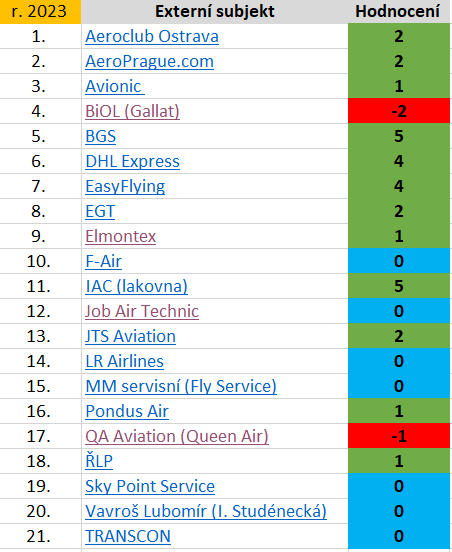 r. 2023 Externí subjekt Hodnocení
1. Aeroclub Ostrava 2
2. AeroPrague.com 2
3. Avionic 1
4. BiOL (Gallat) -2
5. BGS 5
6. DHL Express 4
7. EasyFlying 4
8. EGT 2
9. Elmontex 1
10. F-Air 0
11. IAC (lakovna) 5
12. Job Air Technic 0
13. JTS Aviation 2
14. LR Airlines 0
15. MM servisní (Fly Service) 0
16. Pondus Air 1
17. QA Aviation (Queen Air) -1
18. ŘLP 1
19. Sky Point Service 0
20. Vavroš Lubomír (I. Studénecká) 0
21. TRANSCON 0